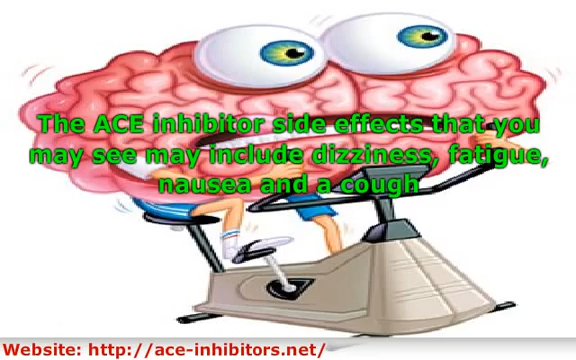 The ACE inhibitor side effects that you
may see may include dizziness, fatigue,
nausea and a cough
Website: http://ace-inhibitors.net/